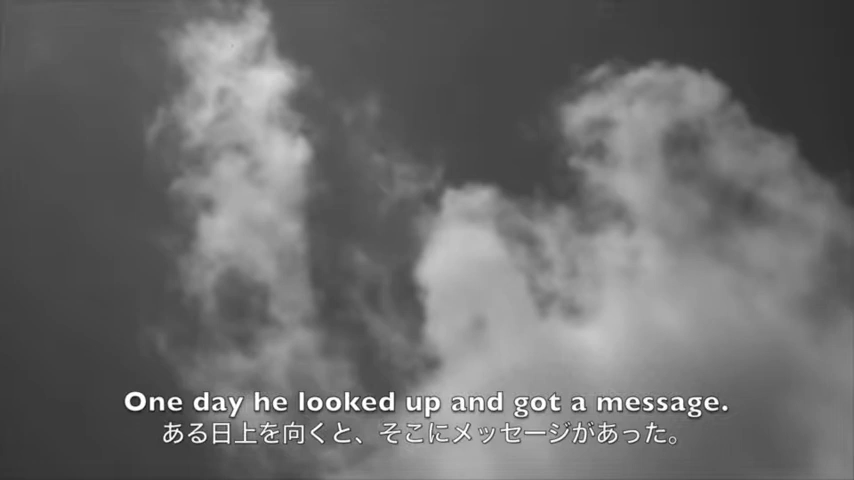 One day he looked up and got a message.
ある日上を向くと、そこにメッセージがあった。